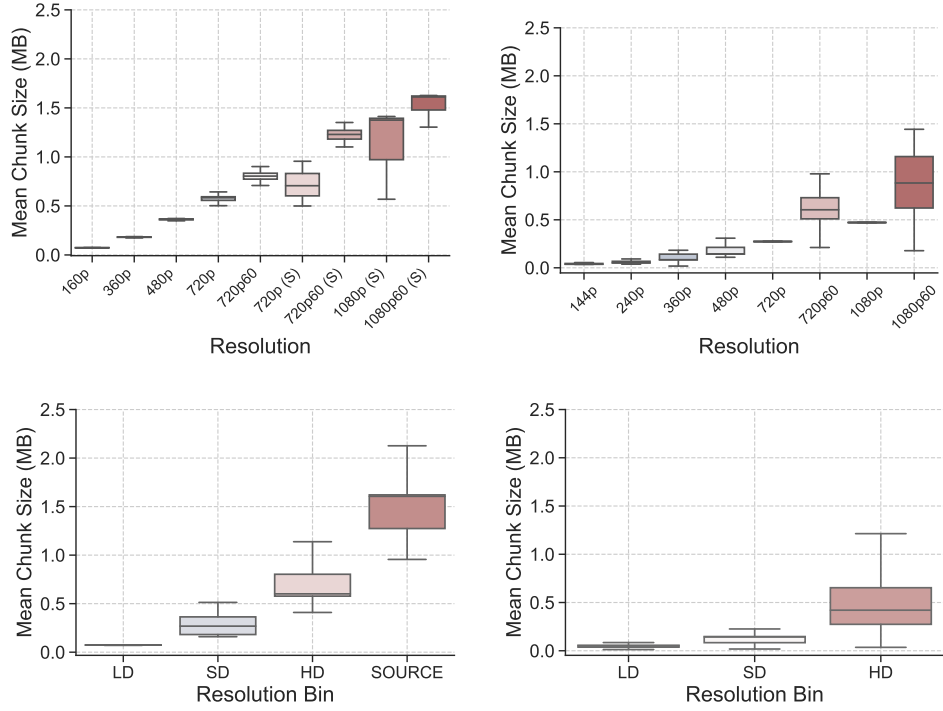 Mean Chunk Size (MB)
2.5
2.0
1.5
1.0
0.5
0.0
160p
360p
480p
720p
720p60
720p (S)
720p60 (S)
1080p (S)
1080p60 (S)
Resolution
Mean Chunk Size (MB)
2.5
2.0
1.5
1.0
0.5
0.0
144p
240p
360p
480p
720p
720p60
1080p
1080p60
Resolution
Mean Chunk Size (MB)
2.5
2.0
1.5
1.0
0.5
0.0
LD SD HD SOURCE
Resolution Bin
Mean Chunk Size (MB)
2.5
2.0
1.5
1.0
0.5
0.0
LD SD HD
Resolution Bin